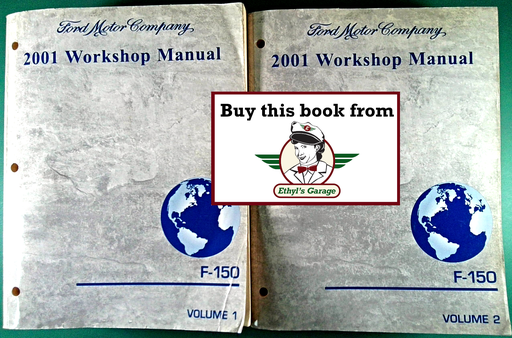 Ford Motor Company
2001 Workshop Manual
F-150
VOLUME 1
Ford Motor Company
2001 Workshop Manual
F-150
VOLUME 2
Buy this book from
Ethyl's Garage